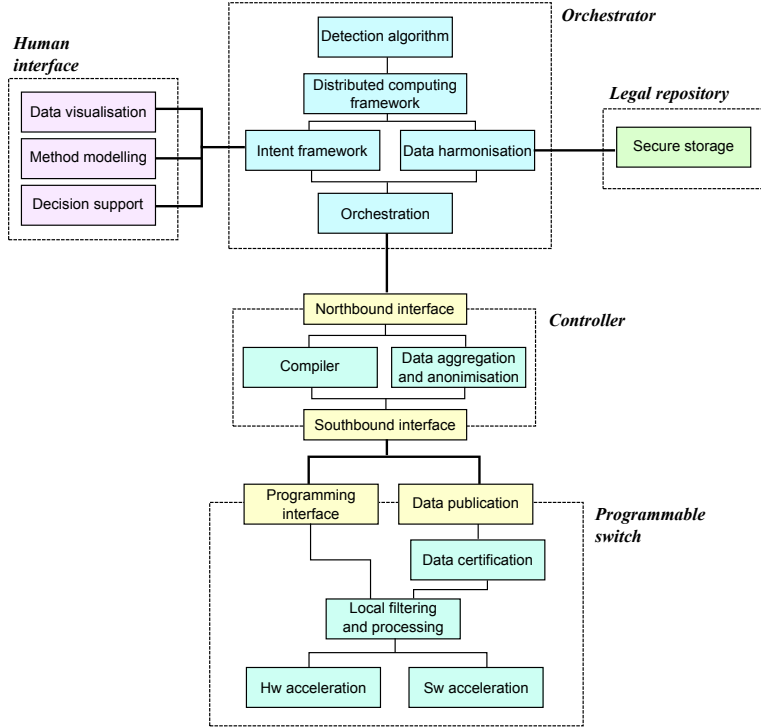 Orchestrator
Detection algorithm
Human
interface
Distributed computing
framework
Data visualisation
Legal repository
Intent framework
Data harmonisation
Secure storage
Method modelling
Decision support
Orchestration
Northbound interface
Controller
Compiler
Data aggregation
and anonimisation
Southbound interface
Programming
interface
Data publication
Programmable
switch
Data certification
Local filtering
and processing
Hw acceleration
Sw acceleration